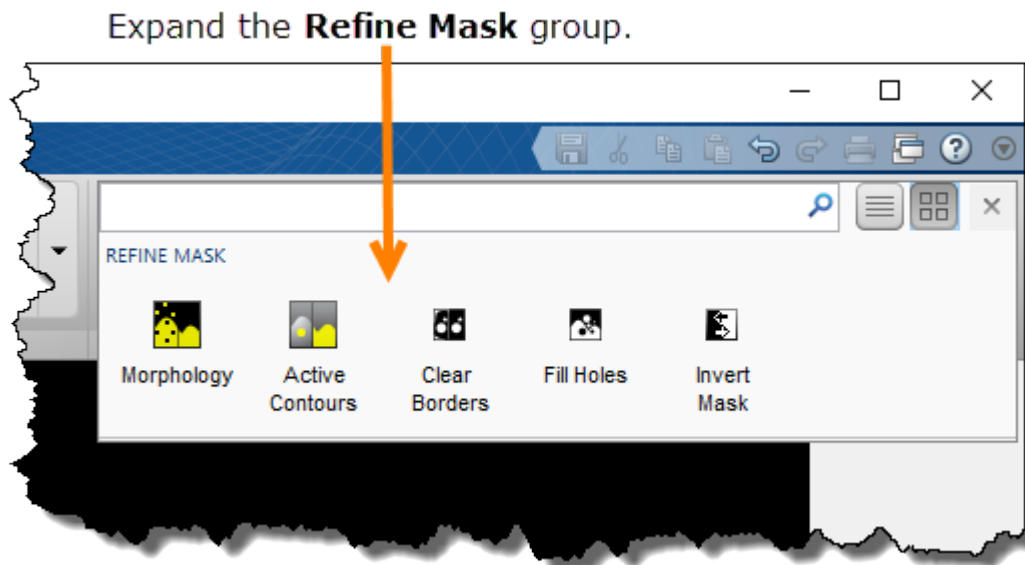 Expand the Refine Mask group.
?
REFINE MASK
Morphology Active Clear Fill Holes Invert
Contours Borders Mask